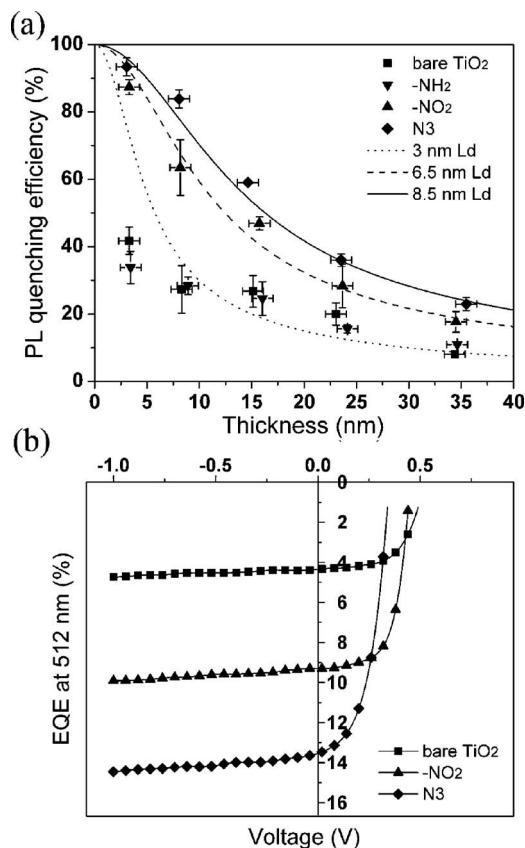 (a)
100
80
60
40
20
0
PL quenching efficiency (%)
bare TiO₂
-NH₂
-NO₂
N3
3 nm Ld
6.5 nm Ld
8.5 nm Ld
0 5 10 15 20 25 30 35 40
Thickness (nm)
(b)
-1.0 -0.5 0.0 0.5
0
2
4
6
8
10
12
14
16
EQE at 512 nm (%)
bare TiO₂
-NO₂
N3
Voltage (V)